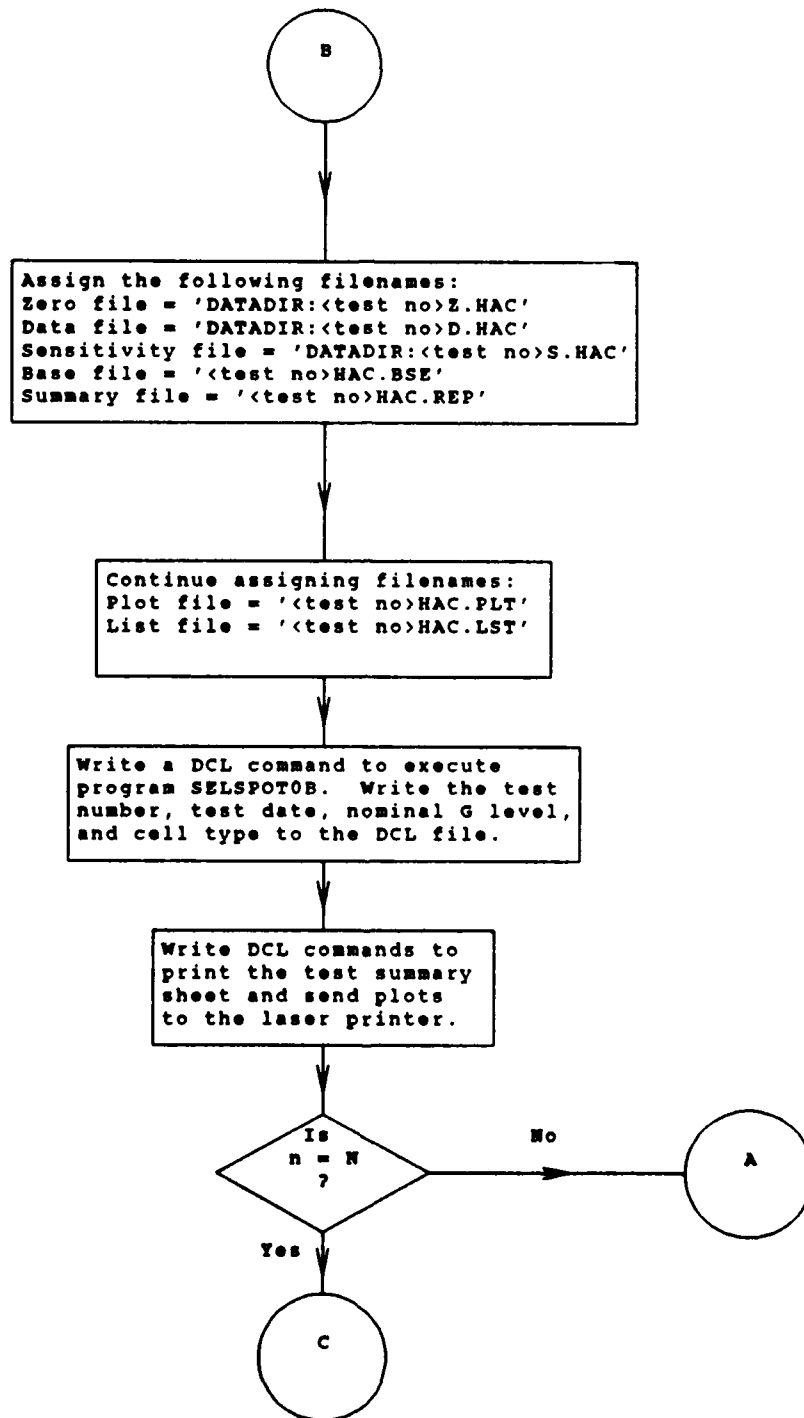 B
Assign the following filenames:
Zero file = 'DATADIR:<test no>Z.HAC'
Data file = 'DATADIR:<test no>D.HAC'
Sensitivity file = 'DATADIR:<test no>S.HAC'
Base file = '<test no>HAC.BSE'
Summary file = '<test no>HAC.REP'
Continue assigning filenames:
Plot file = '<test no>HAC.PLT'
List file = '<test no>HAC.LST'
Write a DCL command to execute
program SELSPOT0B. Write the test
number, test date, nominal G level,
and cell type to the DCL file.
Write DCL commands to
print the test summary
sheet and send plots
to the laser printer.
Is
n = N
?
No
A
Yes
C